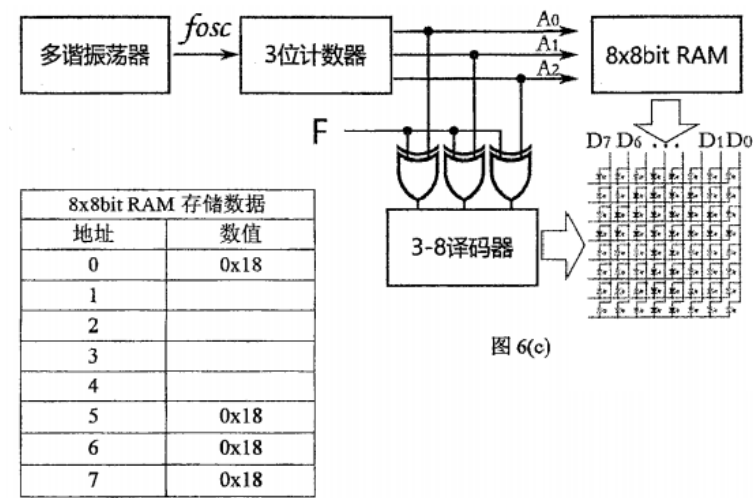 多谐振荡器
fosc
3位计数器
A0
A1
A2
8x8bit RAM
F
D7 D6 ... D1 D0
3-8译码器
图 6(c)
8x8bit RAM 存储数据
地址 数值
0 0x18
1
2
3
4
5 0x18
6 0x18
7 0x18